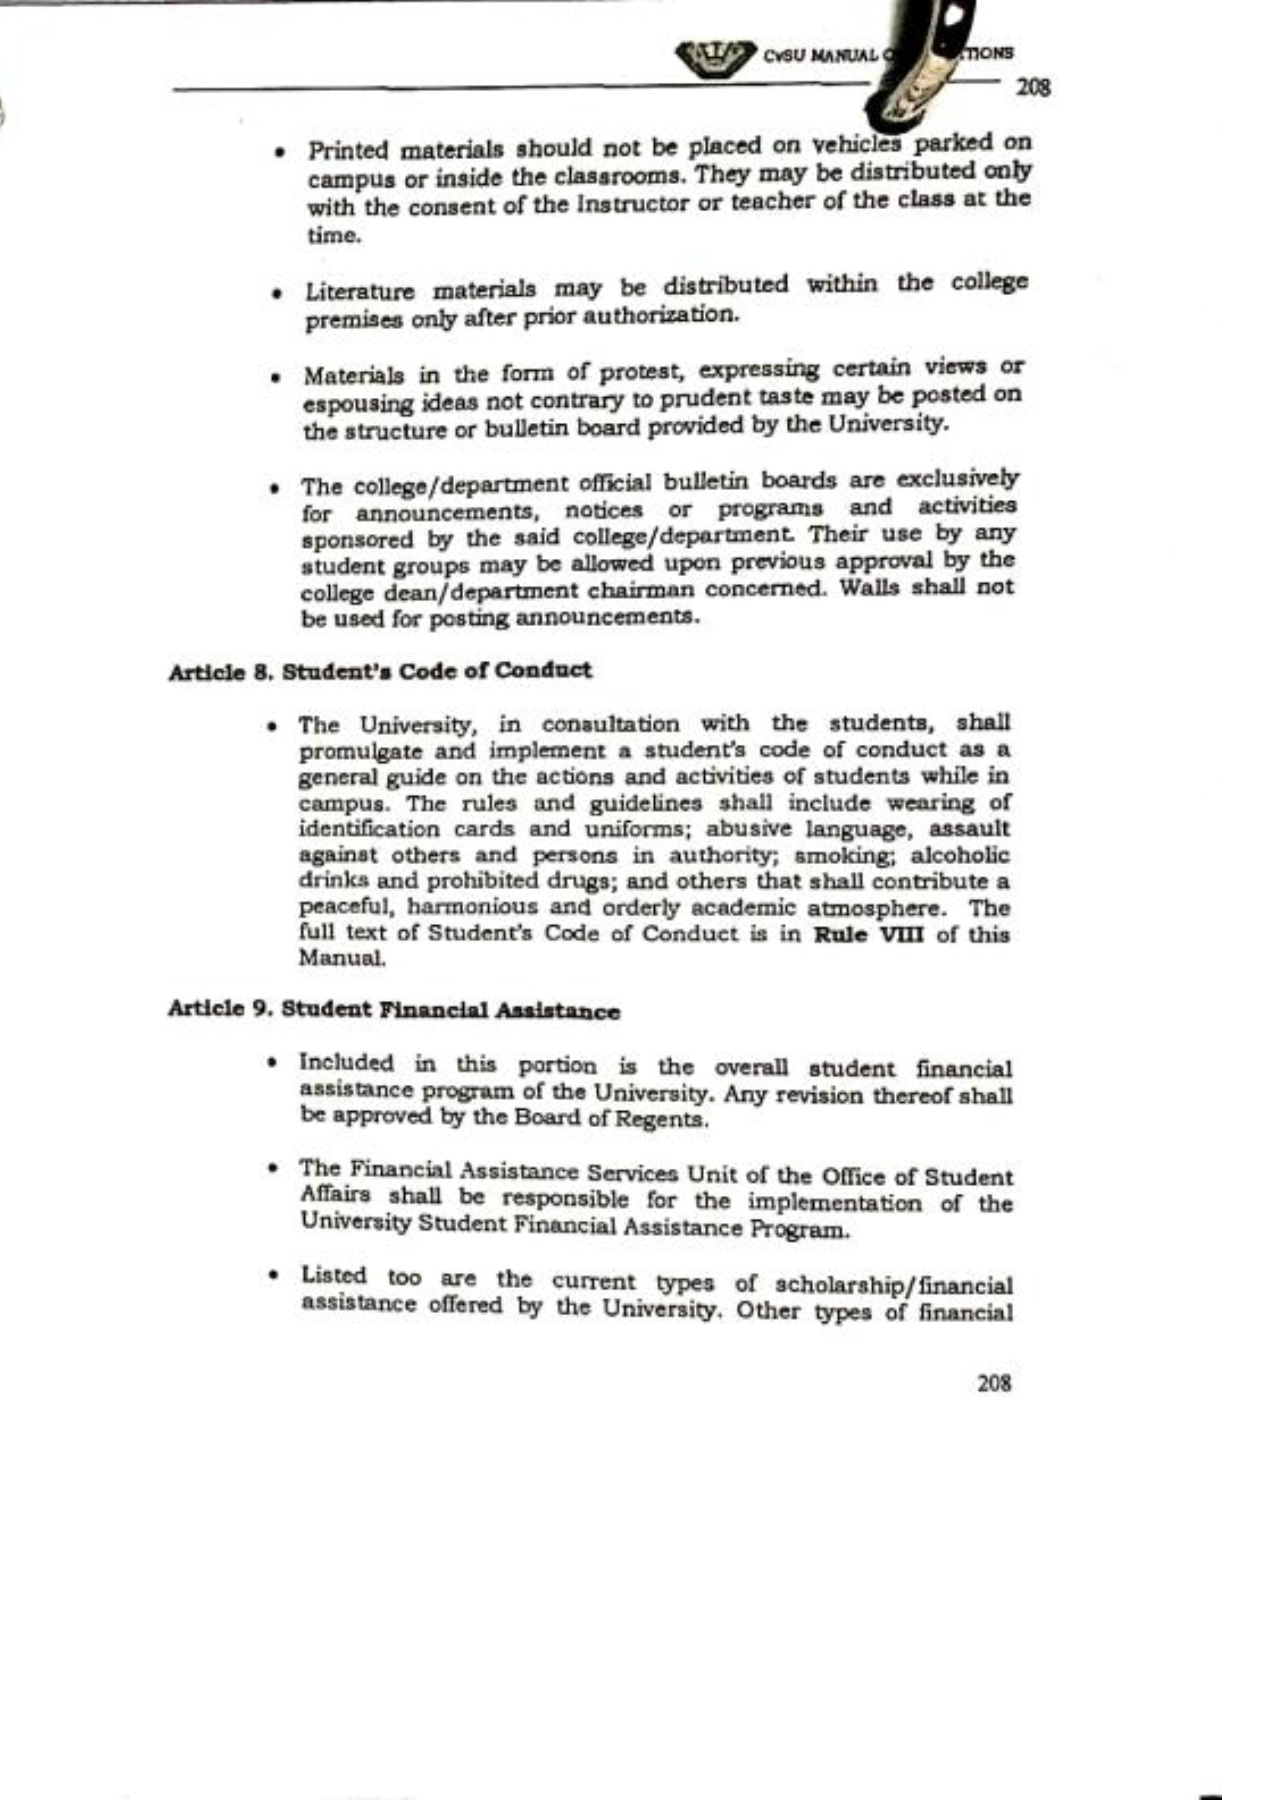 CvSU MANUAL O TIONS
208
• Printed materials should not be placed on vehicles parked on
campus or inside the classrooms. They may be distributed only
with the consent of the Instructor or teacher of the class at the
time.
• Literature materials may be distributed within the college
premises only after prior authorization.
• Materials in the form of protest, expressing certain views or
espousing ideas not contrary to prudent taste may be posted on
the structure or bulletin board provided by the University.
• The college/department official bulletin boards are exclusively
for announcements, notices or programs and activities
sponsored by the said college/department. Their use by any
student groups may be allowed upon previous approval by the
college dean/department chairman concerned. Walls shall not
be used for posting announcements.
Article 8. Student's Code of Conduct
• The University, in consultation with the students, shall
promulgate and implement a student's code of conduct as a
general guide on the actions and activities of students while in
campus. The rules and guidelines shall include wearing of
identification cards and uniforms; abusive language, assault
against others and persons in authority; smoking; alcoholic
drinks and prohibited drugs; and others that shall contribute a
peaceful, harmonious and orderly academic atmosphere. The
full text of Student's Code of Conduct is in Rule VIII of this
Manual.
Article 9. Student Financial Assistance
• Included in this portion is the overall student financial
assistance program of the University. Any revision thereof shall
be approved by the Board of Regents.
• The Financial Assistance Services Unit of the Office of Student
Affairs shall be responsible for the implementation of the
University Student Financial Assistance Program.
• Listed too are the current types of scholarship/financial
assistance offered by the University. Other types of financial
208